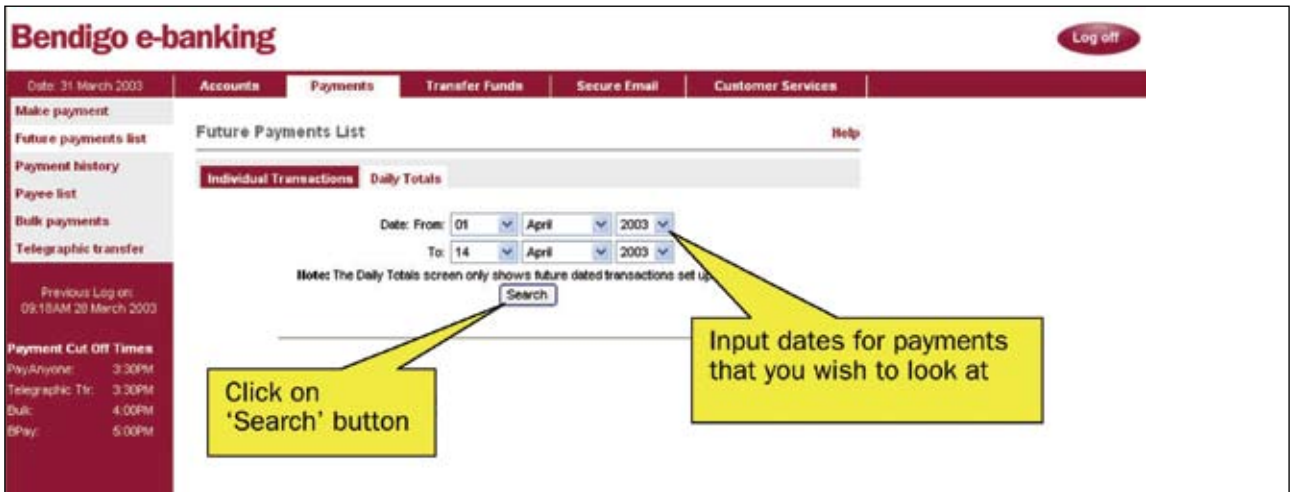 Bendigo e-banking
Log off
Date: 31 March 2003
Accounts
Payments
Transfer Funds
Secure Email
Customer Services
Make payment
Future payments list
Payment history
Payee list
Bulk payments
Telegraphic transfer
Previous Log on:
09:18AM 28 March 2003
Payment Cut Off Times
PayAnyone: 3:30PM
Telegraphic Tfr: 3:30PM
Bulk: 4:00PM
BPay: 5:00PM
Future Payments List
Help
Individual Transactions
Daily Totals
Date: From: 01 April 2003
To: 14 April 2003
Note: The Daily Totals screen only shows future dated transactions set up
Search
Click on
‘Search’ button
Input dates for payments
that you wish to look at